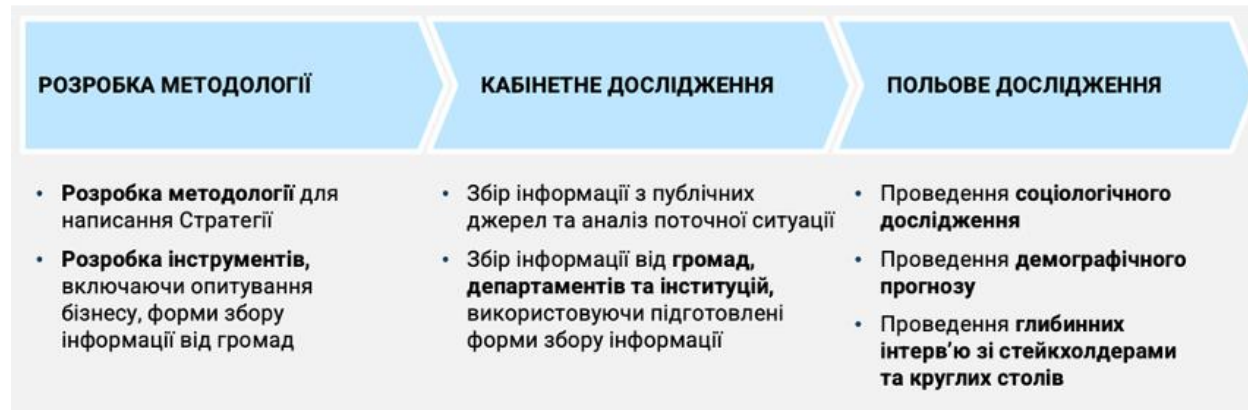 РОЗРОБКА МЕТОДОЛОГІЇ
КАБІНЕТНЕ ДОСЛІДЖЕННЯ
ПОЛЬОВЕ ДОСЛІДЖЕННЯ
• Розробка методології для
написання Стратегії
• Розробка інструментів,
включаючи опитування
бізнесу, форми збору
інформації від громад
• Збір інформації з публічних
джерел та аналіз поточної ситуації
• Збір інформації від громад,
департаментів та інституцій,
використовуючи підготовлені
форми збору інформації
• Проведення соціологічного
дослідження
• Проведення демографічного
прогнозу
• Проведення глибинних
інтерв’ю зі стейкхолдерами
та круглих столів